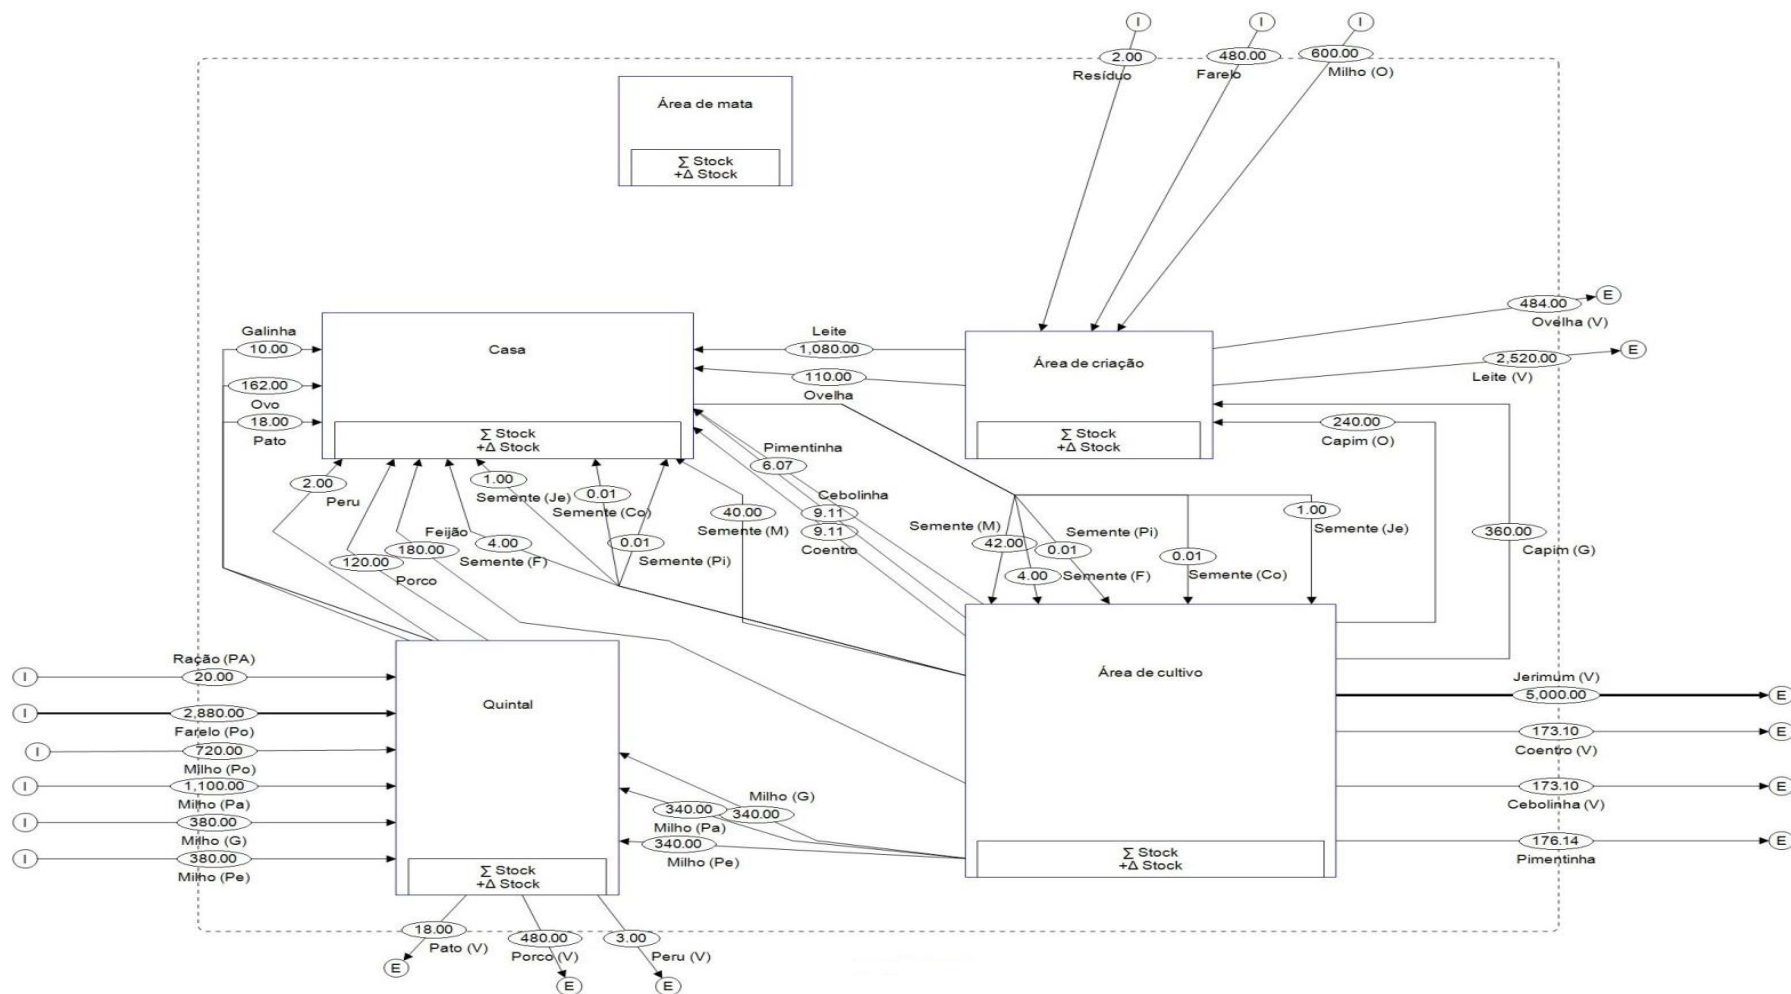 I
I
I
2.00
480.00
600.00
Resíduo
Farelo
Milho (O)
Área de mata
∑ Stock
+Δ Stock
E
484.00
Ovelha (V)
E
2,520.00
Leite (V)
Galinha
10.00
162.00
Ovo
18.00
Pato
Casa
∑ Stock
+Δ Stock
Leite
1,080.00
110.00
Ovelha
Área de criação
∑ Stock
+Δ Stock
240.00
Capim (O)
360.00
Capim (G)
2.00
Peru
120.00
Porco
Feijão
180.00
4.00
Semente (F)
1.00
Semente (Je)
0.01
Semente (Co)
0.01
Semente (Pi)
40.00
Semente (M)
Pimentinha
6.07
Cebolinha
9.11
9.11
Coentro
Semente (M)
42.00
4.00
Semente (F)
Semente (Pi)
0.01
0.01
Semente (Co)
1.00
Semente (Je)
Ração (PA)
I
20.00
I
2,880.00
Farelo (Po)
I
720.00
Milho (Po)
I
1,100.00
Milho (Pa)
I
380.00
Milho (G)
I
380.00
Milho (Pe)
Quintal
∑ Stock
+Δ Stock
Milho (G)
340.00
340.00
Milho (Pa)
340.00
Milho (Pe)
Área de cultivo
∑ Stock
+Δ Stock
Jerimum (V)
5,000.00
E
173.10
E
Coentro (V)
173.10
E
Cebolinha (V)
176.14
E
Pimentinha
18.00
Pato (V)
E
480.00
Porco (V)
E
3.00
Peru (V)
E